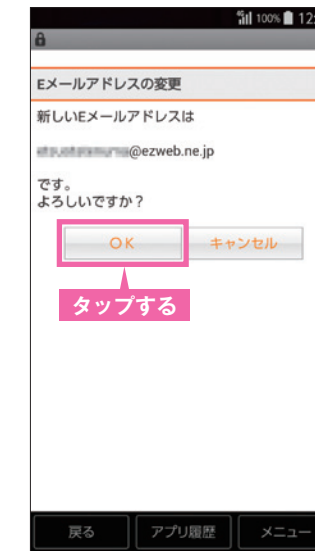 100% 12:
Eメールアドレスの変更
新しいEメールアドレスは
@ezweb.ne.jp
です。
よろしいですか？
OK キャンセル
タップする
戻る アプリ履歴 メニュー